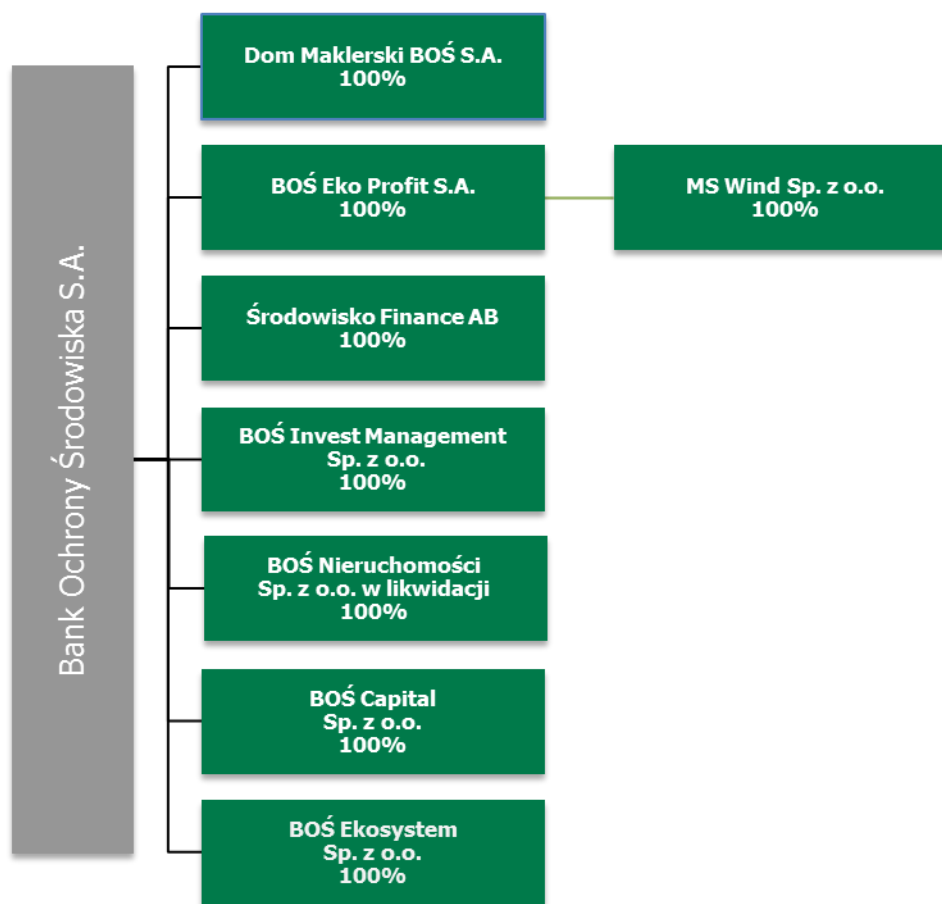 Bank Ochrony Środowiska S.A.
Dom Maklerski BOŚ S.A.
100%
BOŚ Eko Profit S.A.
100%
MS Wind Sp. z o.o.
100%
Środowisko Finance AB
100%
BOŚ Invest Management
Sp. z o.o.
100%
BOŚ Nieruchomości
Sp. z o.o. w likwidacji
100%
BOŚ Capital
Sp. z o.o.
100%
BOŚ Ekosystem
Sp. z o.o.
100%